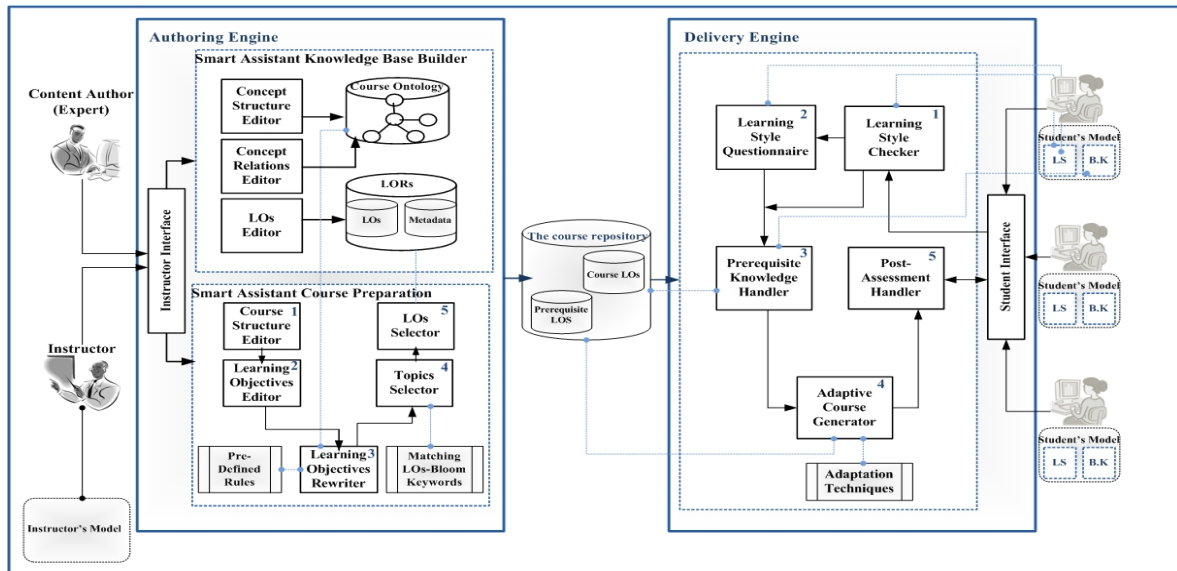 Authoring Engine
Smart Assistant Knowledge Base Builder
Content Author
(Expert)
Concept
Structure
Editor
Course Ontology
Concept
Relations
Editor
LOs
Editor
LORs
LOs
Metadata
Instructor Interface
Smart Assistant Course Preparation
Instructor
Course
Structure
Editor
1
Learning
Objectives
Editor
2
Learning
Objectives
Rewriter
3
Topics
Selector
4
LOs
Selector
5
Pre-
Defined
Rules
Matching
LOs-Bloom
Keywords
Instructor's Model
The course repository
Course LOs
Prerequisite
LOS
Delivery Engine
Learning
Style
Questionnaire
2
Learning
Style
Checker
1
Prerequisite
Knowledge
Handler
3
Post-
Assessment
Handler
5
Adaptive
Course
Generator
4
Adaptation
Techniques
Student Interface
Student's Model
LS
B.K
Student's Model
LS
B.K
Student's Model
LS
B.K